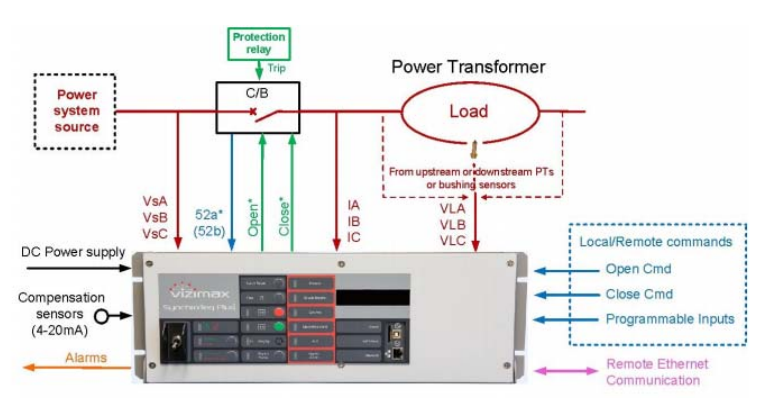 Protection
relay
Trip
Power Transformer
Power
system
source
C/B
Load
From upstream or downstream PTs
or bushing sensors
VsA
VsB
VsC
52a*
(52b)
Open*
Close*
IA
IB
IC
VLA
VLB
VLC
DC Power supply
Compensation
sensors
(4-20mA)
Alarms
vizimax
Local/Remote commands
Open Cmd
Close Cmd
Programmable Inputs
Remote Ethernet
Communication